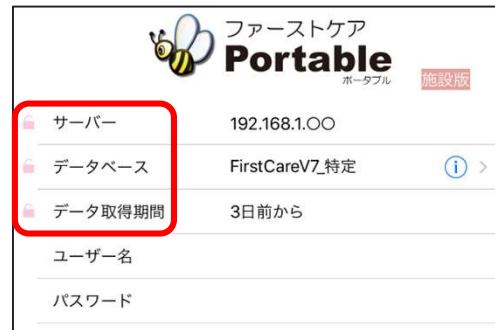 ファーストケア
Portable
ポータブル
施設版
サーバー 192.168.1.○○
データベース FirstCareV7_特定 i >
データ取得期間 3日前から
ユーザー名
パスワード